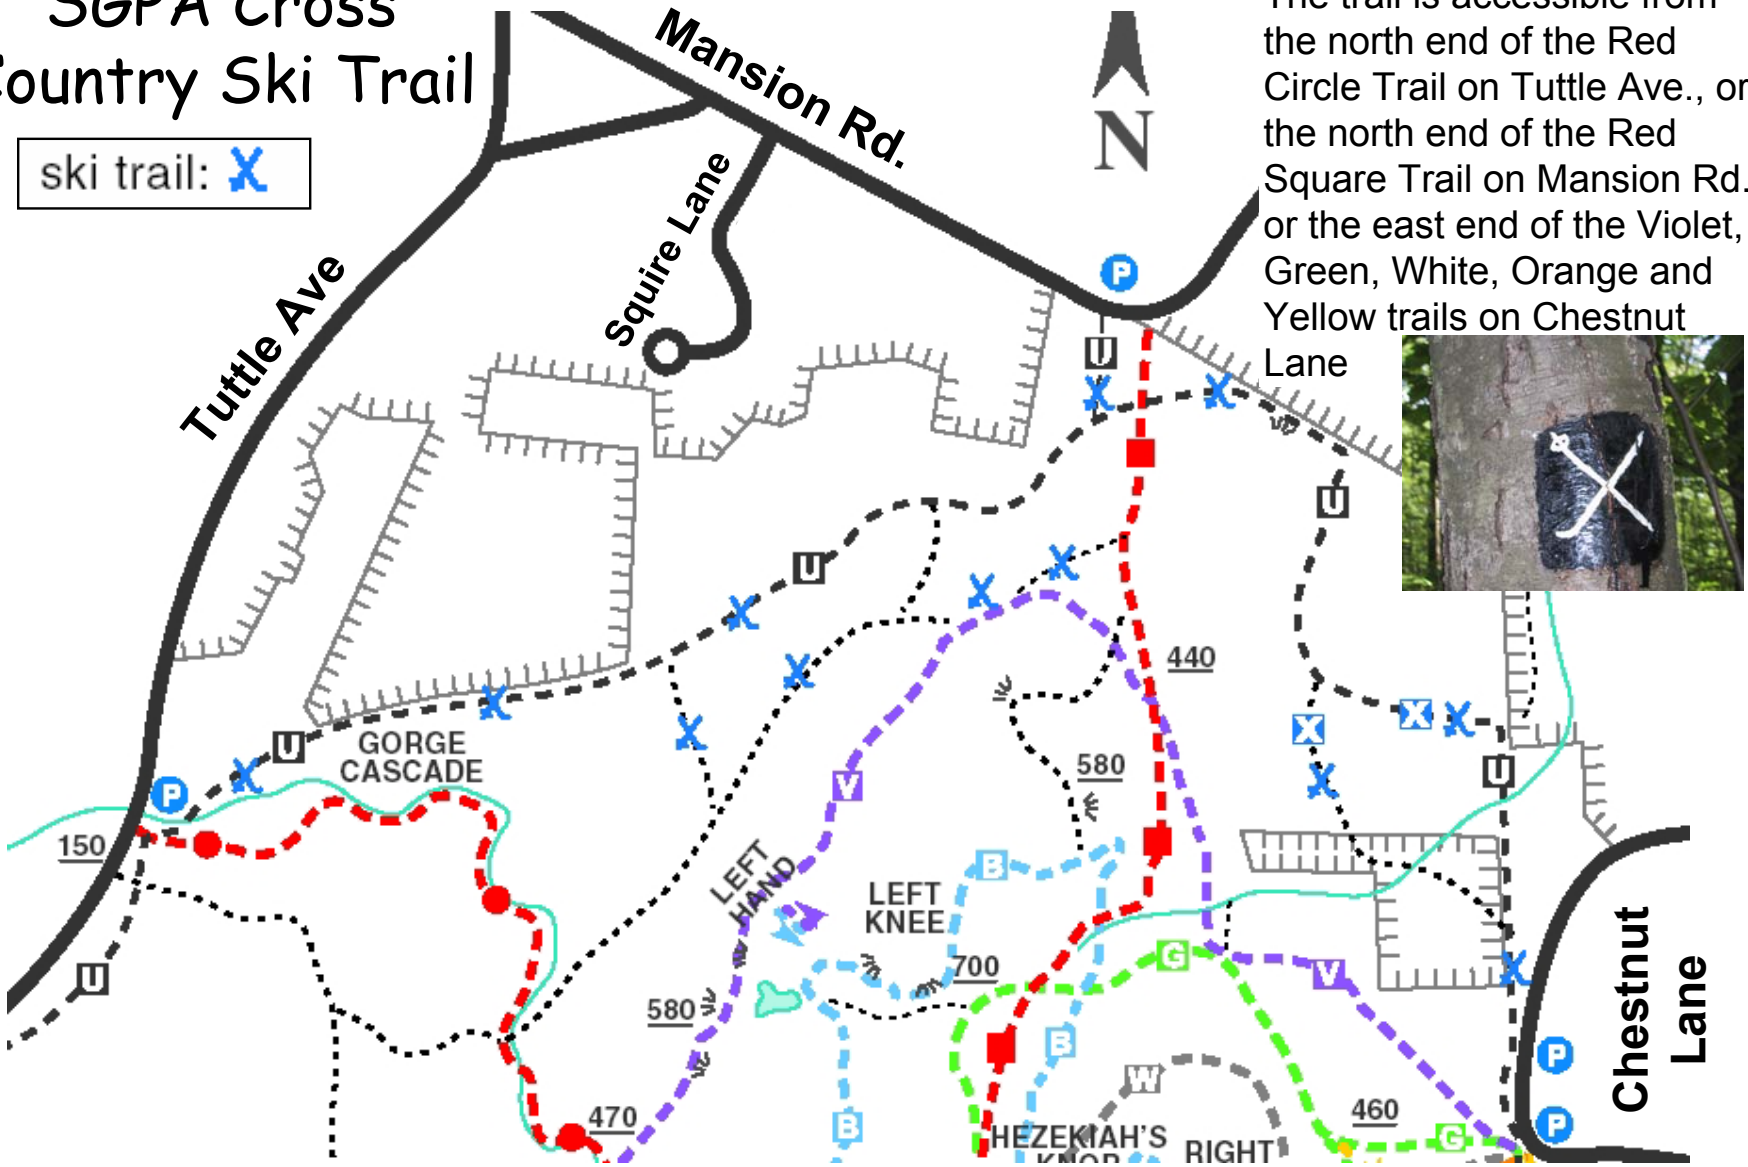 SGPA Cross
Country Ski Trail
ski trail: X
The trail is accessible from
the north end of the Red
Circle Trail on Tuttle Ave., or
the north end of the Red
Square Trail on Mansion Rd.
or the east end of the Violet,
Green, White, Orange and
Yellow trails on Chestnut
Lane
Mansion Rd.
N
Squire Lane
Tuttle Ave
P
U
U
U
U
440
X
X
U
GORGE
CASCADE
P
V
580
150
LEFT
HAND
LEFT
KNEE
B
G
700
V
U
580
B
W
P
Chestnut
Lane
470
B
460
G
P
HEZEKIAH'S
KNOB
RIGHT